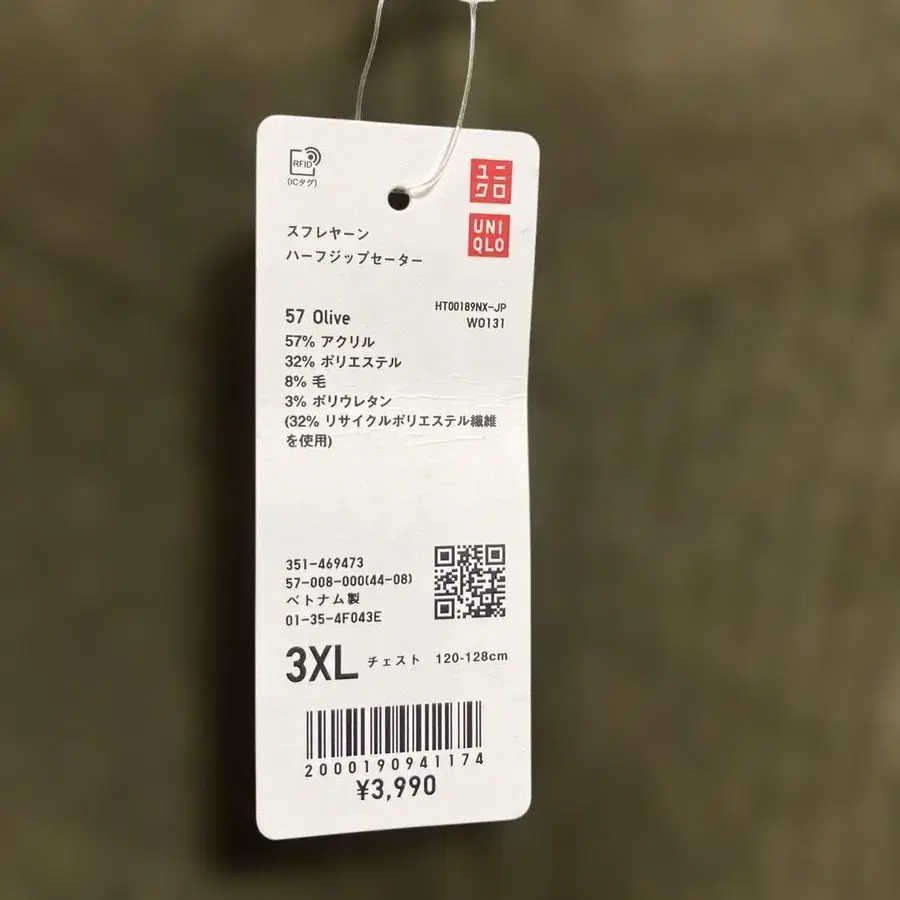 RFID
(ICタグ)
ユニ
クロ
UNI
QLO
スフレヤーン
ハーフジップセーター
HT00189NX-JP
W0131
57 Olive
57% アクリル
32% ポリエステル
8% 毛
3% ポリウレタン
(32% リサイクルポリエステル繊維
を使用)
351-469473
57-008-000(44-08)
ベトナム製
01-35-4F043E
3XL チェスト 120-128cm
2000190941174
¥3,990